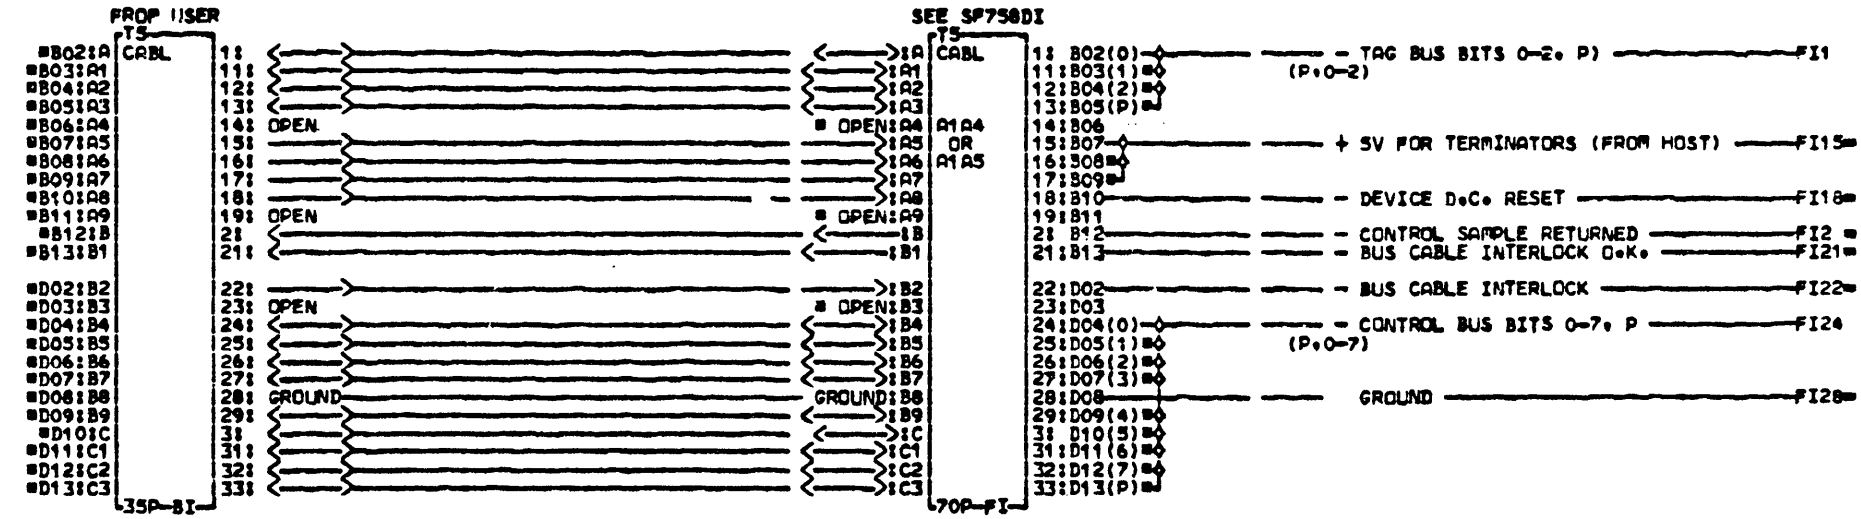 FROM USER SEE SF758DI
T5 T5
■B02:A CABL 1: :A CABL 1: B02(0) - TAG BUS BITS 0-2, P) FI1
■B03:A1 11: :A1 11:B03(1)■ (P,0-2)
■B04:A2 12: :A2 12:B04(2)■
■B05:A3 13: :A3 13:B05(P)■
■B06:A4 14: OPEN ■ OPEN:A4 A1A4 14:B06
■B07:A5 15: :A5 OR 15:B07 + 5V FOR TERMINATORS (FROM HOST) FI15■
■B08:A6 16: :A6 A1A5 16:B08■
■B09:A7 17: :A7 17:B09■
■B10:A8 18: :A8 18:B10 - DEVICE D.C. RESET FI18■
■B11:A9 19: OPEN ■ OPEN:A9 19:B11
■B12:B 2: :B 2: B12 - CONTROL SAMPLE RETURNED FI2 ■
■B13:B1 21: :B1 21:B13 - BUS CABLE INTERLOCK O.K. FI21■
■D02:B2 22: :B2 22:D02 - BUS CABLE INTERLOCK FI22■
■D03:B3 23: OPEN ■ OPEN:B3 23:D03
■D04:B4 24: :B4 24:D04(0) - CONTROL BUS BITS 0-7, P FI24
■D05:B5 25: :B5 25:D05(1)■ (P,0-7)
■D06:B6 26: :B6 26:D06(2)■
■D07:B7 27: :B7 27:D07(3)■
■D08:B8 28: GROUND GROUND:B8 28:D08 GROUND FI28■
■D09:B9 29: :B9 29:D09(4)■
■D10:C 3: :C 3: D10(5)■
■D11:C1 31: :C1 31:D11(6)■
■D12:C2 32: :C2 32:D12(7)■
■D13:C3 33: :C3 33:D13(P)■
35P-BI 70P-FI